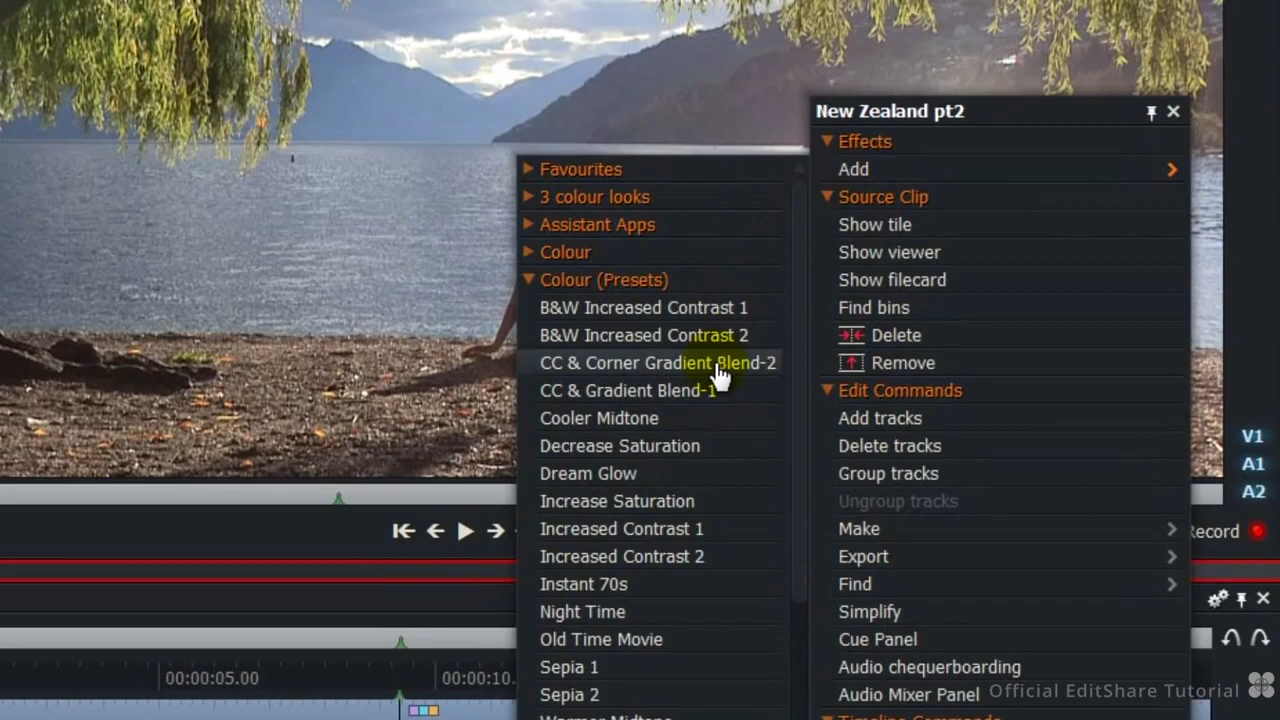 New Zealand pt2
Effects
Add
Source Clip
Show tile
Show viewer
Show filecard
Find bins
Delete
Remove
Edit Commands
Add tracks
Delete tracks
Group tracks
Ungroup tracks
Make
Export
Find
Simplify
Cue Panel
Audio chequerboarding
Audio Mixer Panel
Timeline Commands
Favourites
3 colour looks
Assistant Apps
Colour
Colour (Presets)
B&W Increased Contrast 1
B&W Increased Contrast 2
CC & Corner Gradient Blend-2
CC & Gradient Blend-1
Cooler Midtone
Decrease Saturation
Dream Glow
Increase Saturation
Increased Contrast 1
Increased Contrast 2
Instant 70s
Night Time
Old Time Movie
Sepia 1
Sepia 2
Warmer Midtone
V1
A1
A2
Record
00:00:05.00
00:00:10.
Official EditShare Tutorial